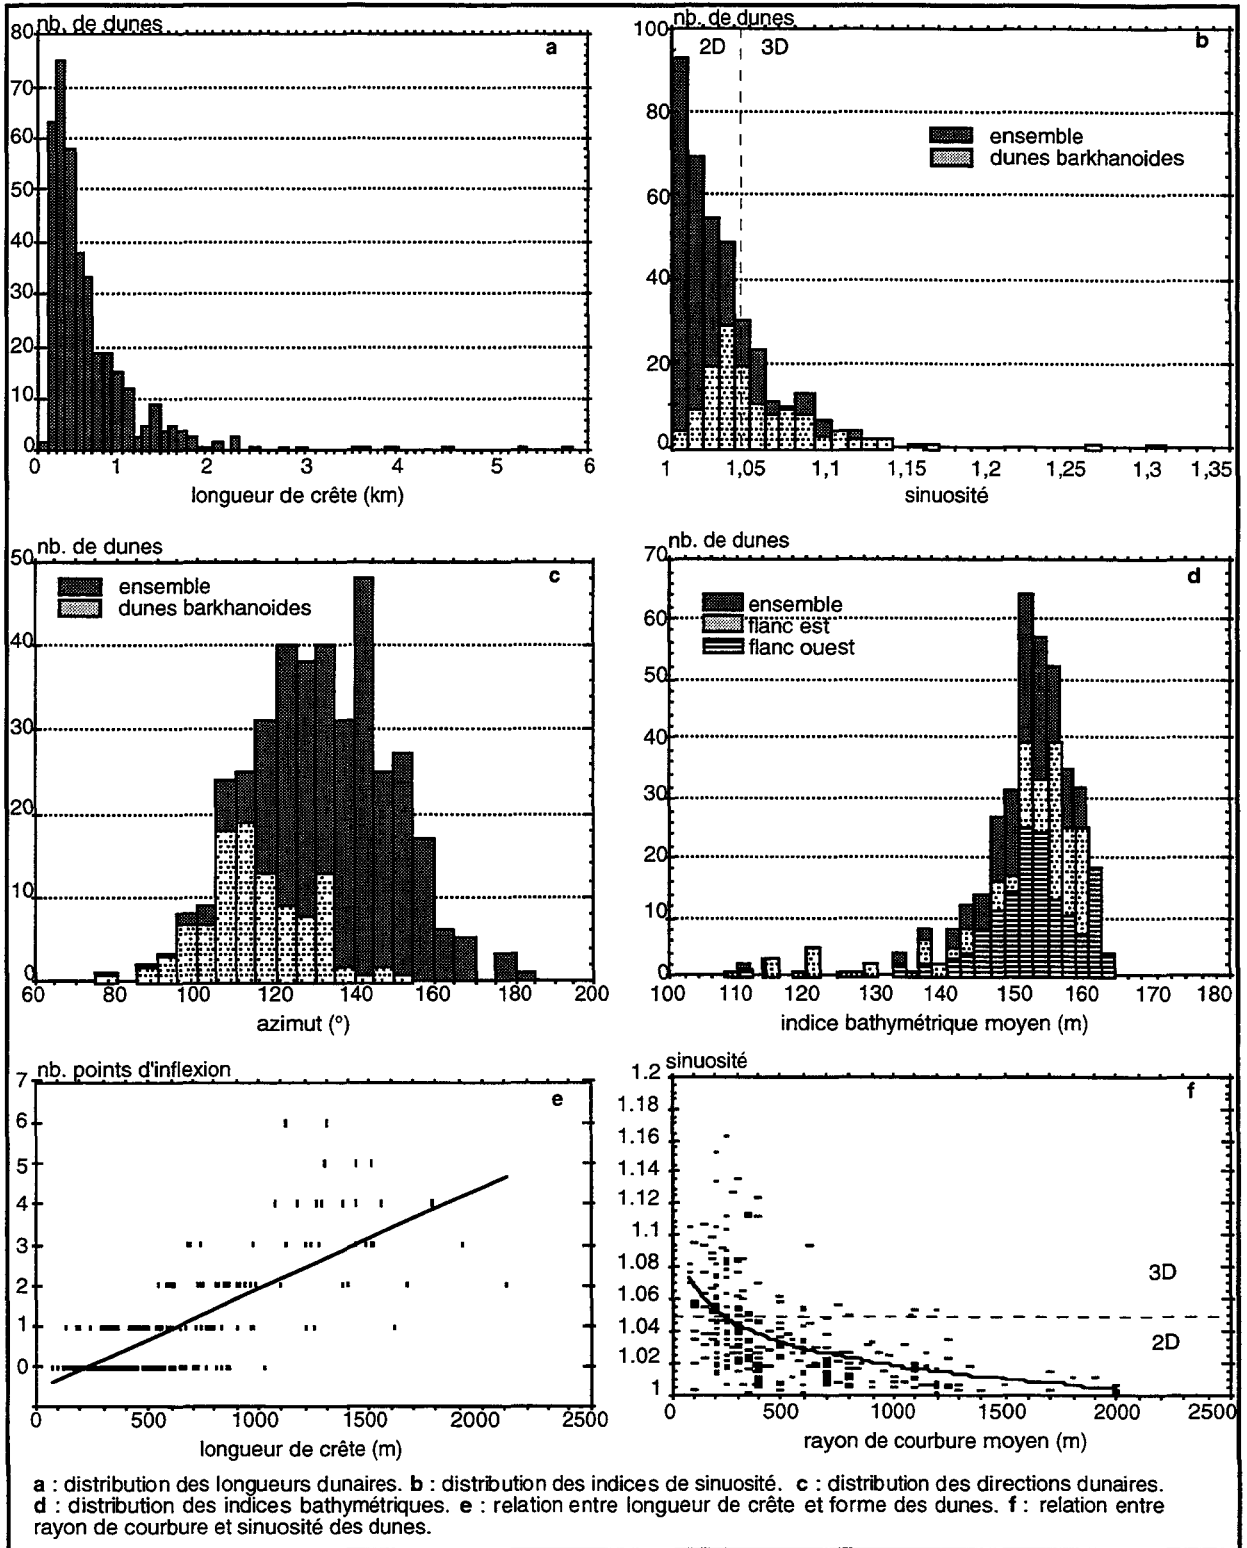 nb. de dunes
a
80
70
60
50
40
30
20
10
0
0 1 2 3 4 5 6
longueur de crête (km)
nb. de dunes
2D 3D
b
100
80
60
40
20
0
ensemble
dunes barkhanoides
1 1,05 1,1 1,15 1,2 1,25 1,3 1,35
sinuosité
nb. de dunes
c
50
40
30
20
10
0
ensemble
dunes barkhanoides
60 80 100 120 140 160 180 200
azimut (°)
nb. de dunes
d
70
60
50
40
30
20
10
0
ensemble
flanc est
flanc ouest
100 110 120 130 140 150 160 170 180
indice bathymétrique moyen (m)
nb. points d'inflexion
e
7
6
5
4
3
2
1
0
0 500 1000 1500 2000 2500
longueur de crête (m)
sinuosité
f
1.2
1.18
1.16
1.14
1.12
1.1
1.08
1.06
1.04
1.02
1
3D
2D
0 500 1000 1500 2000 2500
rayon de courbure moyen (m)
a : distribution des longueurs dunaires. b : distribution des indices de sinuosité. c : distribution des directions dunaires.
d : distribution des indices bathymétriques. e : relation entre longueur de crête et forme des dunes. f : relation entre
rayon de courbure et sinuosité des dunes.